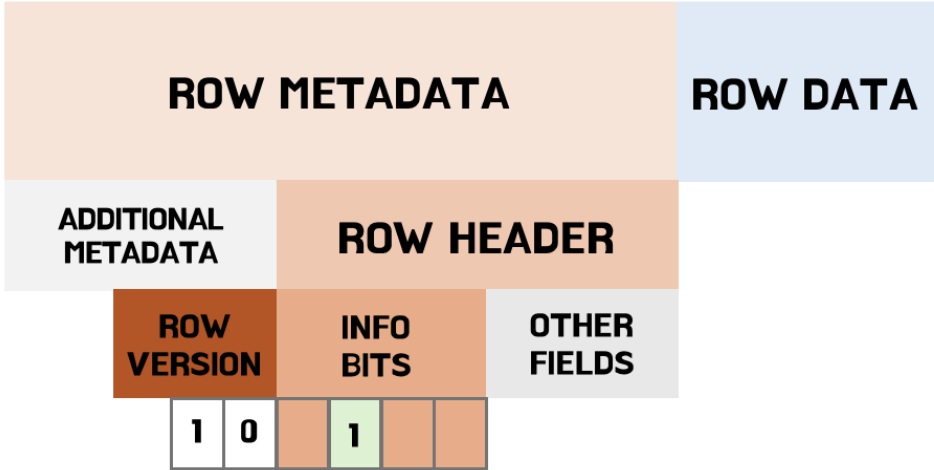 ROW METADATA
ROW DATA
ADDITIONAL
METADATA
ROW HEADER
ROW
VERSION
INFO
BITS
OTHER
FIELDS
1 0 1